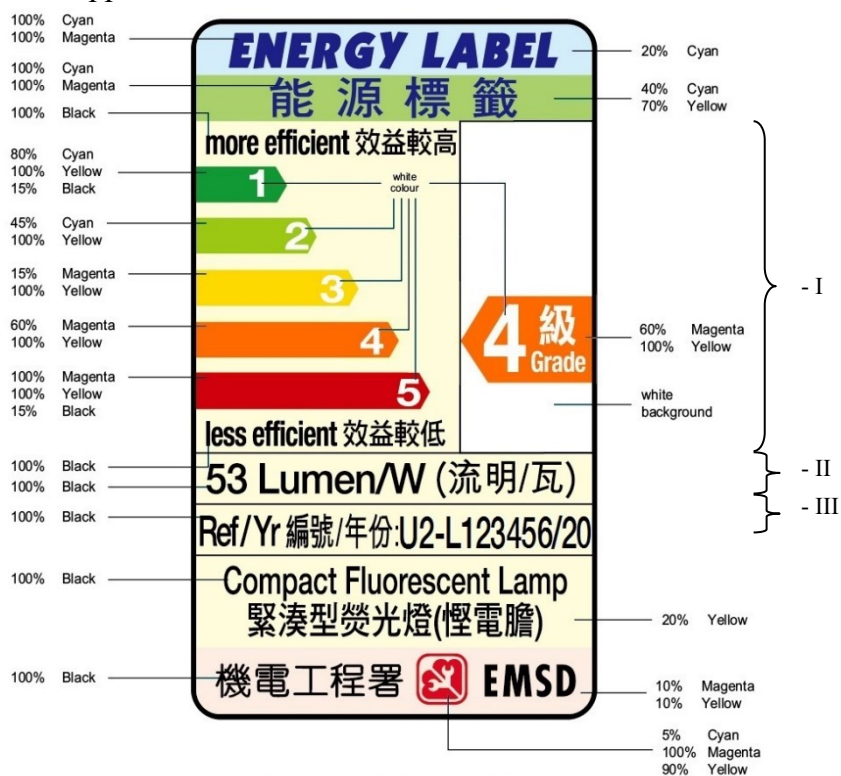 100% Cyan
100% Magenta
ENERGY LABEL
20% Cyan
100% Cyan
100% Magenta
能源標籤
40% Cyan
70% Yellow
100% Black
more efficient 效益較高
80% Cyan
100% Yellow
15% Black
1
white
colour
45% Cyan
100% Yellow
2
15% Magenta
100% Yellow
3
- I
60% Magenta
100% Yellow
4
4 級
Grade
60% Magenta
100% Yellow
100% Magenta
100% Yellow
15% Black
5
white
background
less efficient 效益較低
100% Black
100% Black
53 Lumen/W (流明/瓦)
- II
100% Black
Ref/Yr 編號/年份:U2-L123456/20
- III
100% Black
Compact Fluorescent Lamp
緊湊型熒光燈(慳電膽)
20% Yellow
100% Black
機電工程署 EMSD
10% Magenta
10% Yellow
5% Cyan
100% Magenta
90% Yellow